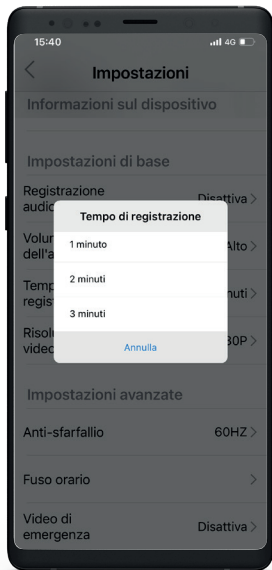 15:40
4G
Impostazioni
Informazioni sul dispositivo
Impostazioni di base
Registrazione
audio
Disattiva
Tempo di registrazione
1 minuto
2 minuti
3 minuti
Annulla
Alto
Impostazioni avanzate
Anti-sfarfallio
60HZ
Fuso orario
Video di
emergenza
Disattiva